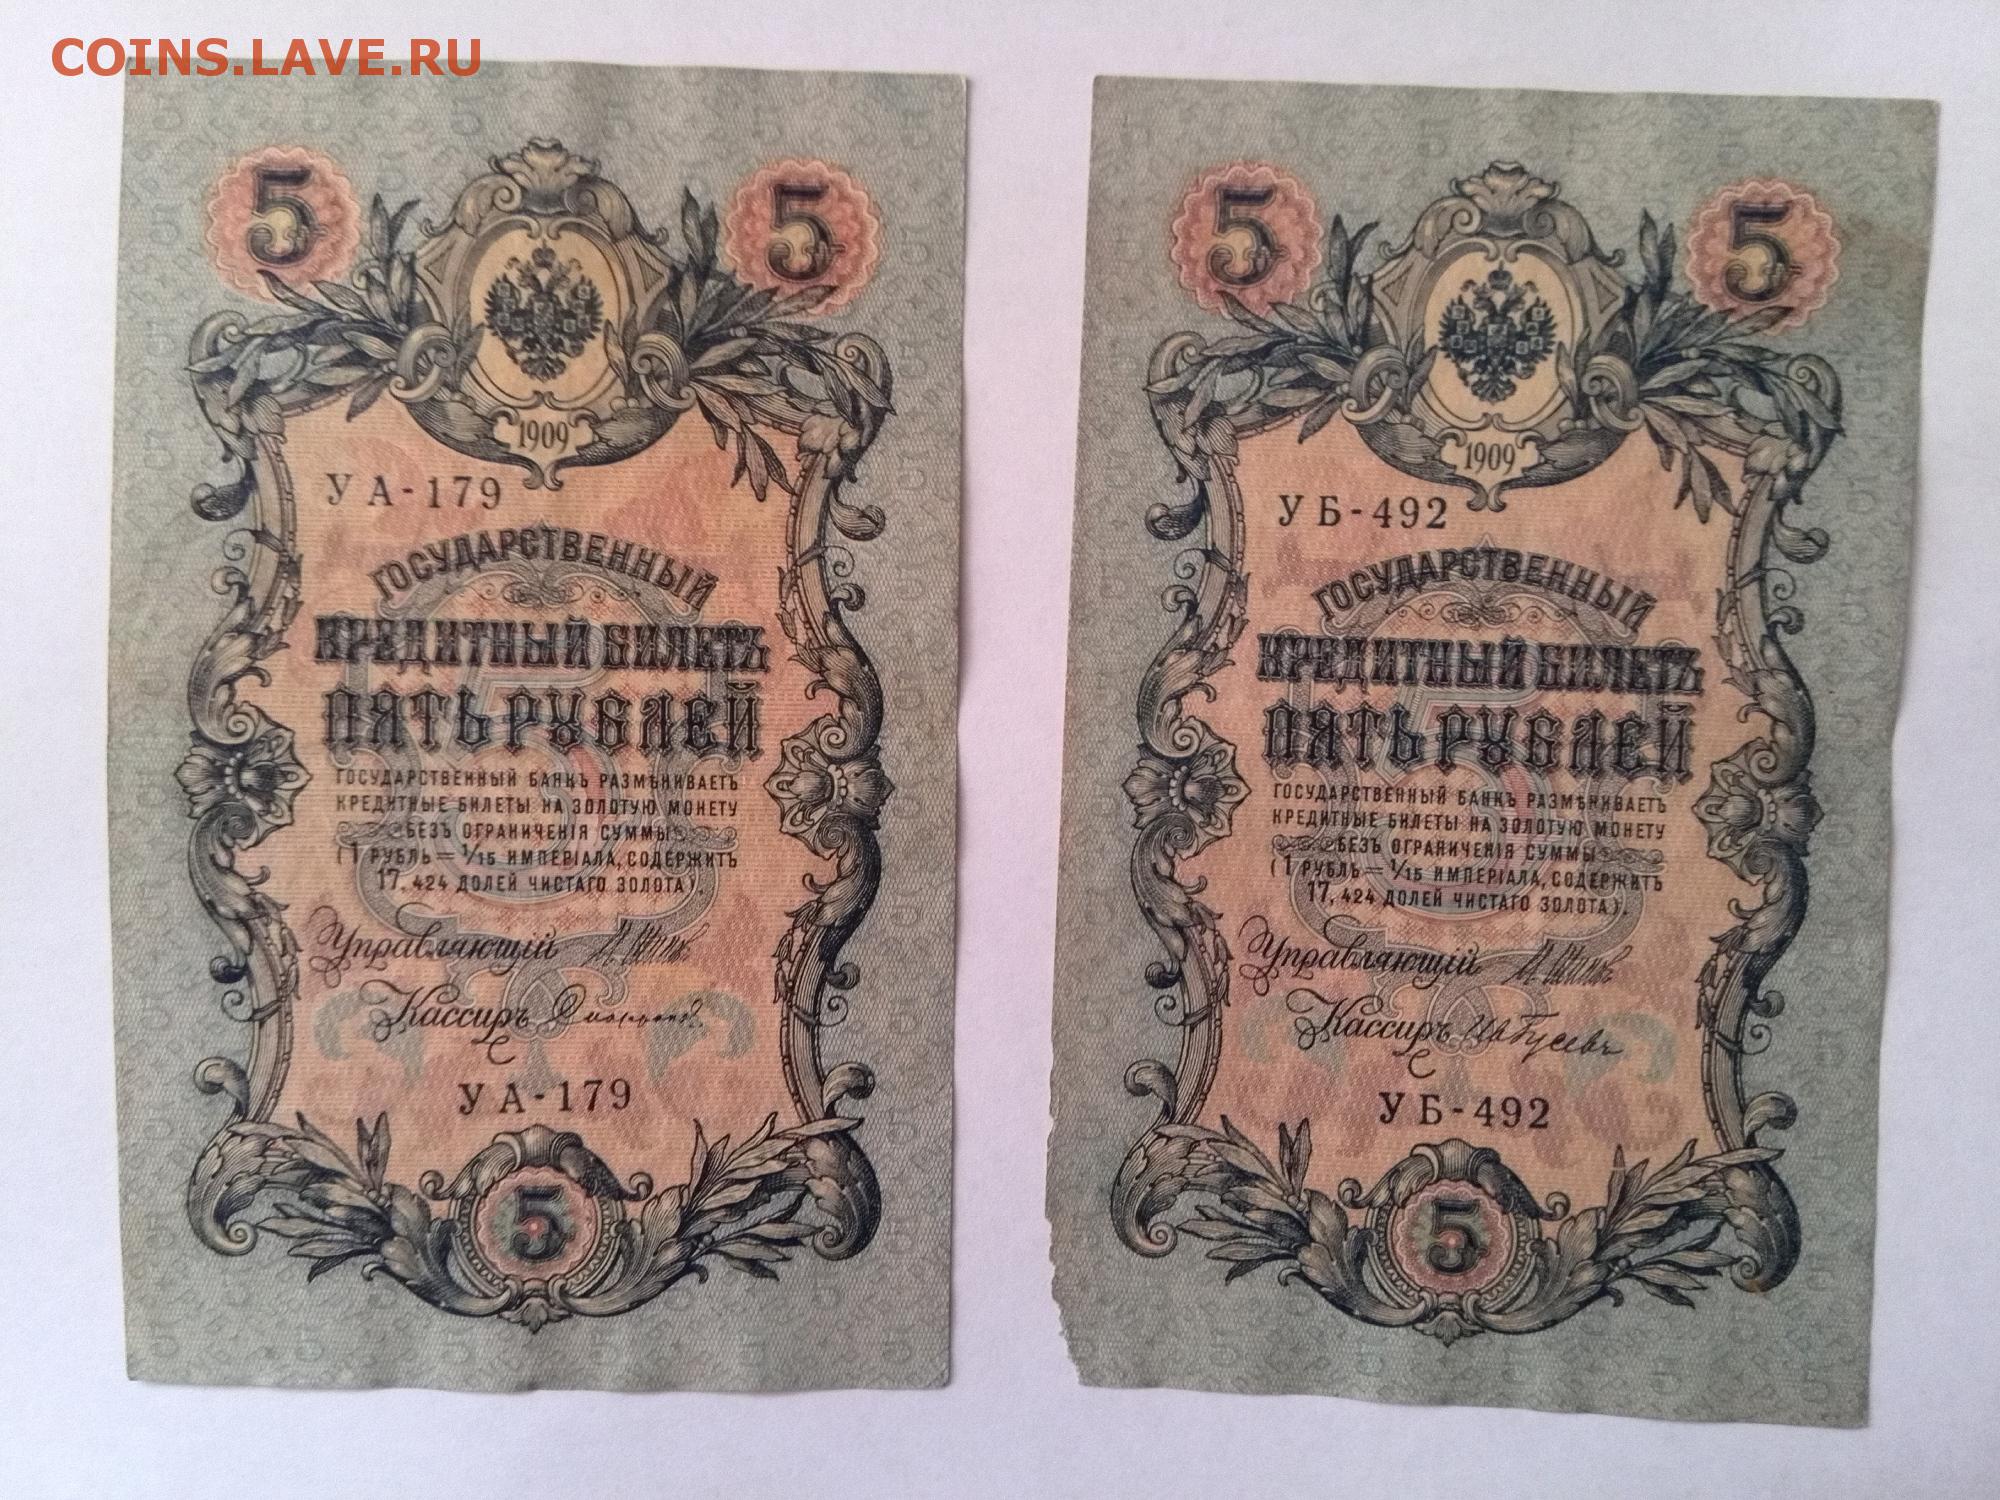 COINS.LAVE.RU
5 5
1909
УА-179
ГОСУДАРСТВЕННЫЙ
КРЕДИТНЫЙ БИЛЕТЪ
ПЯТЬ РУБЛЕЙ
ГОСУДАРСТВЕННЫЙ БАНКЪ РАЗМѢНИВАЕТЪ
КРЕДИТНЫЕ БИЛЕТЫ НА ЗОЛОТУЮ МОНЕТУ
БЕЗЪ ОГРАНИЧЕНІЯ СУММЫ
(1 РУБЛЬ = 1/15 ИМПЕРІАЛА, СОДЕРЖИТЪ
17,424 ДОЛЕЙ ЧИСТАГО ЗОЛОТА).
Управляющій
Кассиръ
УА-179
5
5 5
1909
УБ-492
ГОСУДАРСТВЕННЫЙ
КРЕДИТНЫЙ БИЛЕТЪ
ПЯТЬ РУБЛЕЙ
ГОСУДАРСТВЕННЫЙ БАНКЪ РАЗМѢНИВАЕТЪ
КРЕДИТНЫЕ БИЛЕТЫ НА ЗОЛОТУЮ МОНЕТУ
БЕЗЪ ОГРАНИЧЕНІЯ СУММЫ
(1 РУБЛЬ = 1/15 ИМПЕРІАЛА, СОДЕРЖИТЪ
17,424 ДОЛЕЙ ЧИСТАГО ЗОЛОТА).
Управляющій
Кассиръ Гусевъ
УБ-492
5